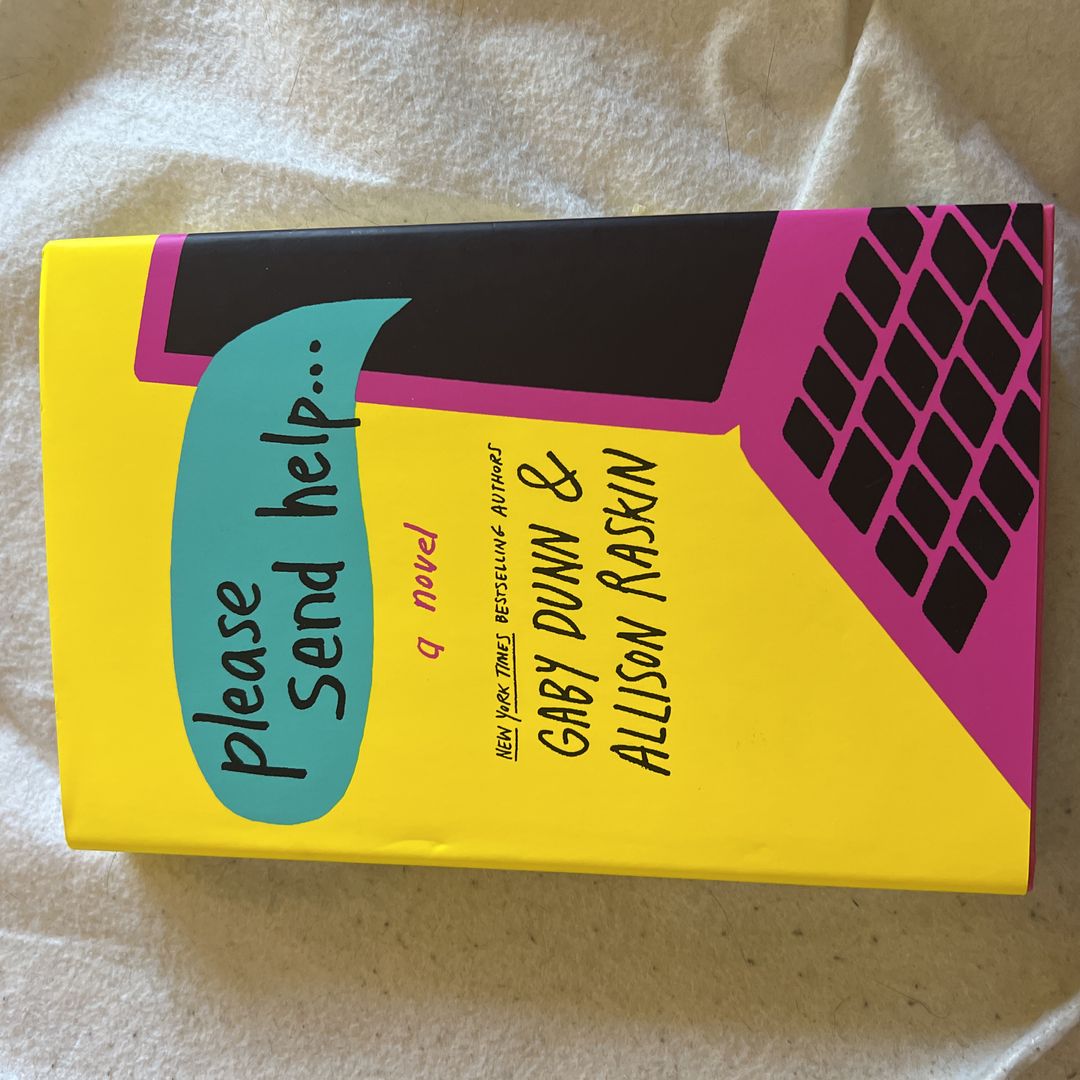 please
send help...
a novel
NEW YORK TIMES BESTSELLING AUTHORS
GABY DUNN &
ALLISON RASKIN